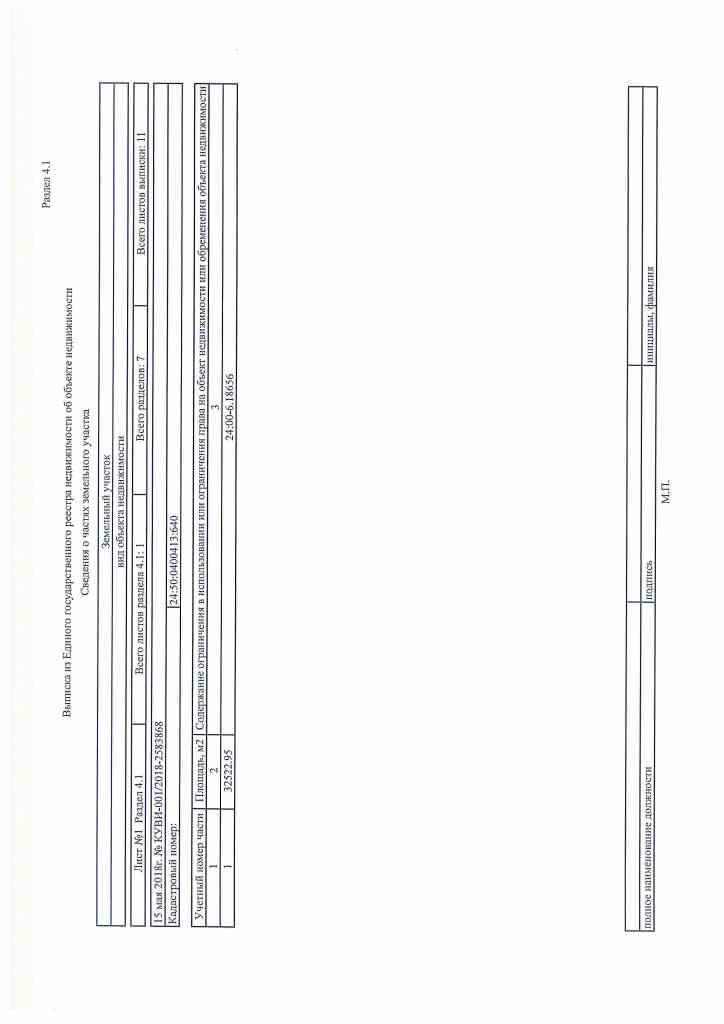 Раздел 4.1
Выписка из Единого государственного реестра недвижимости об объекте недвижимости
Сведения о частях земельного участка
Земельный участок
вид объекта недвижимости
Лист №1 Раздел 4.1 Всего листов раздела 4.1: 1 Всего разделов: 7 Всего листов выписки: 11
15 мая 2018г. № КУВИ-001/2018-2583868
Кадастровый номер: 24:50:0400413:640
Учетный номер части Площадь, м2 Содержание ограничения в использовании или ограничения права на объект недвижимости или обременения объекта недвижимости
1 2 3
1 32522.95 24:00-6.18656
полное наименование должности подпись инициалы, фамилия
М.П.